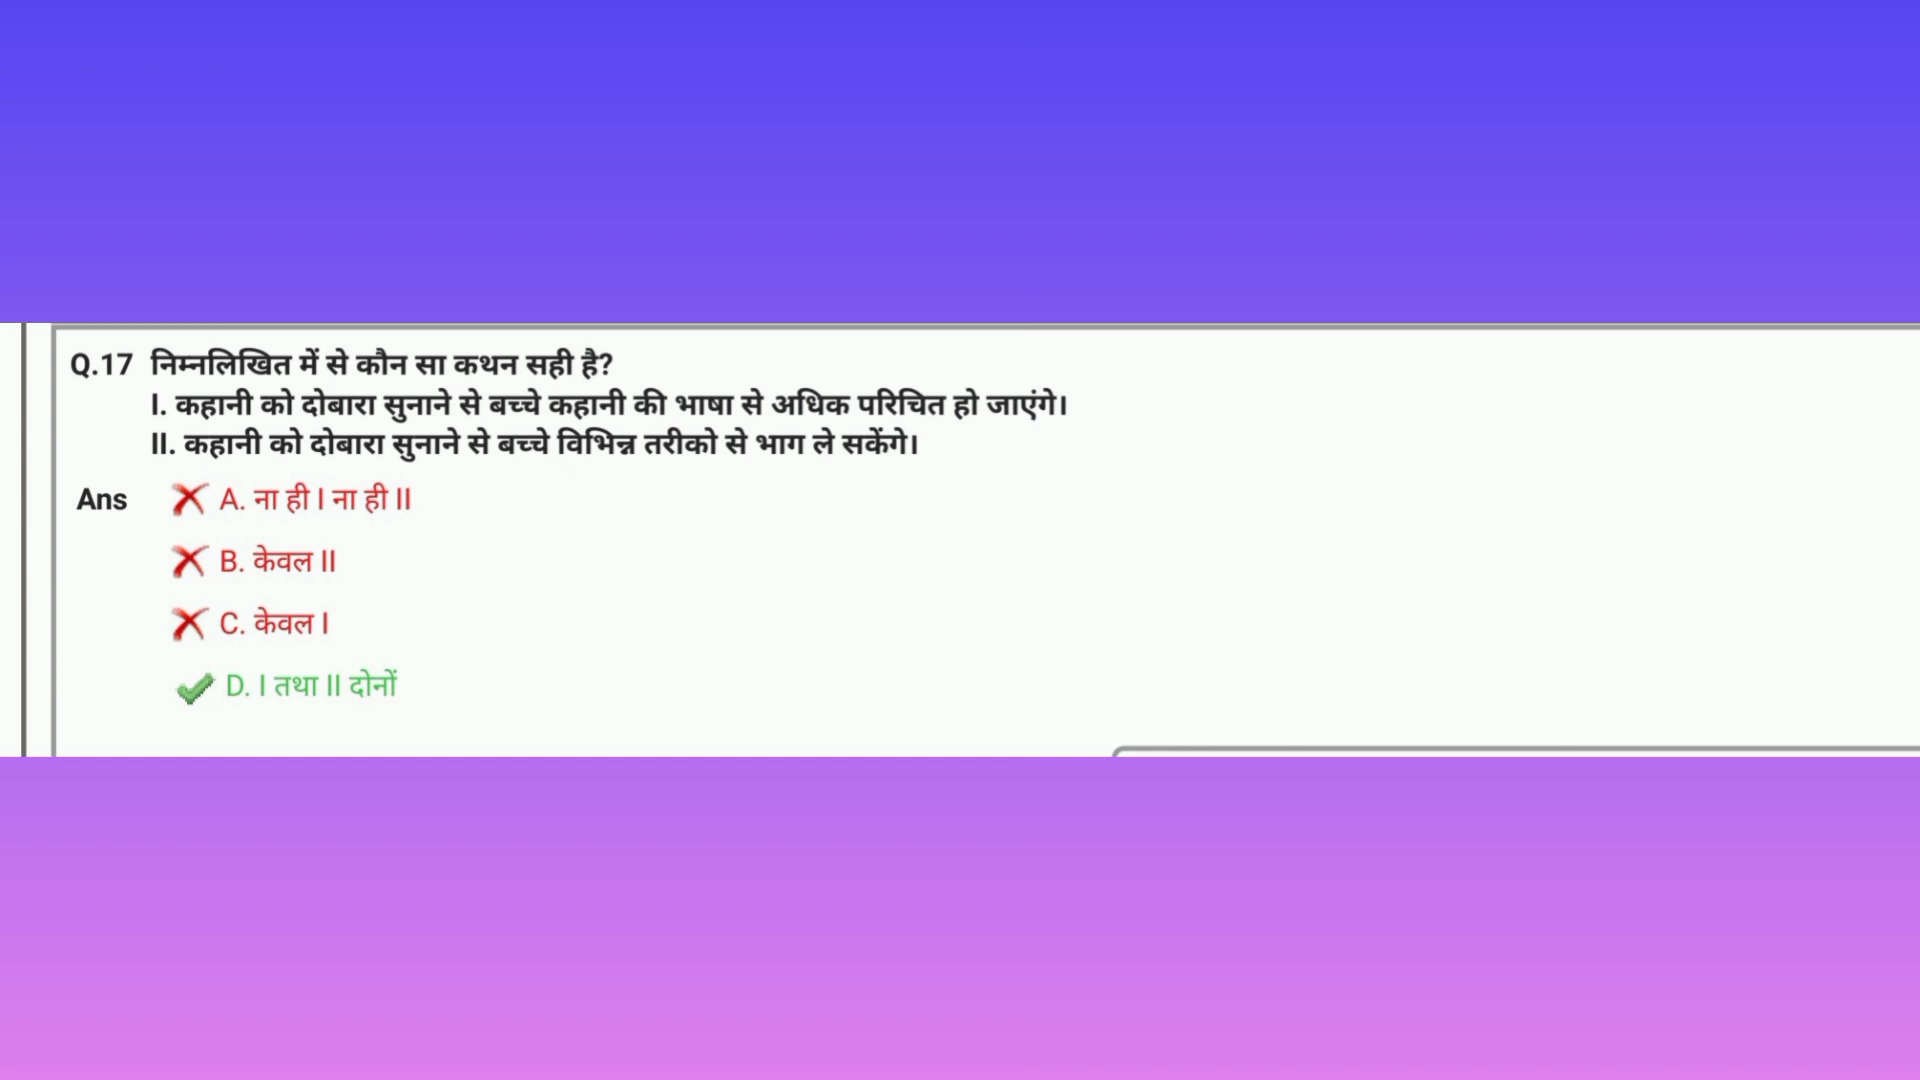 Q.17 निम्नलिखित में से कौन सा कथन सही है?
I. कहानी को दोबारा सुनाने से बच्चे कहानी की भाषा से अधिक परिचित हो जाएंगे।
II. कहानी को दोबारा सुनाने से बच्चे विभिन्न तरीको से भाग ले सकेंगे।
Ans A. ना ही I ना ही II
B. केवल II
C. केवल I
D. I तथा II दोनों